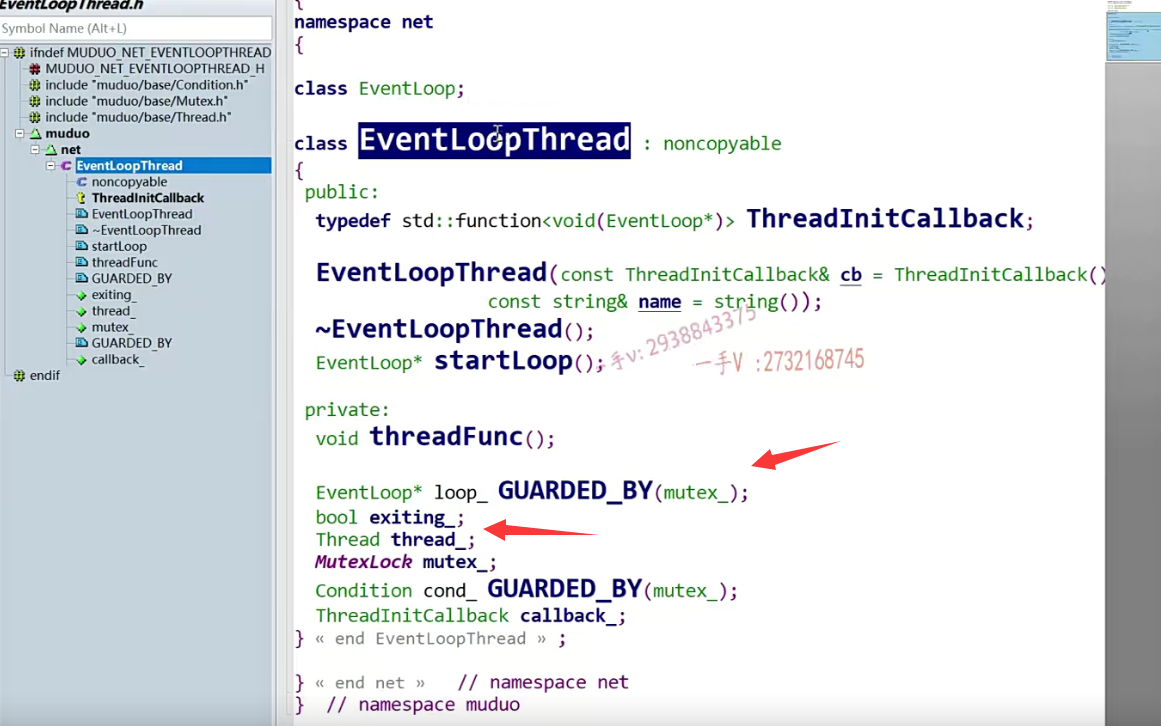 EventLoopThread.h
Symbol Name (Alt+L)
ifndef MUDUO_NET_EVENTLOOPTHREAD
MUDUO_NET_EVENTLOOPTHREAD_H
include "muduo/base/Condition.h"
include "muduo/base/Mutex.h"
include "muduo/base/Thread.h"
muduo
net
EventLoopThread
noncopyable
ThreadInitCallback
EventLoopThread
~EventLoopThread
startLoop
threadFunc
GUARDED_BY
exiting_
thread_
mutex_
GUARDED_BY
callback_
endif
{
namespace net
{
class EventLoop;
class EventLoopThread : noncopyable
{
public:
typedef std::function<void(EventLoop*)> ThreadInitCallback;
EventLoopThread(const ThreadInitCallback& cb = ThreadInitCallback()
const string& name = string());
~EventLoopThread();
EventLoop* startLoop();
手v: 2938843375
一手V :2732168745
private:
void threadFunc();
EventLoop* loop_ GUARDED_BY(mutex_);
bool exiting_;
Thread thread_;
MutexLock mutex_;
Condition cond_ GUARDED_BY(mutex_);
ThreadInitCallback callback_;
} « end EventLoopThread » ;
} « end net » // namespace net
} // namespace muduo